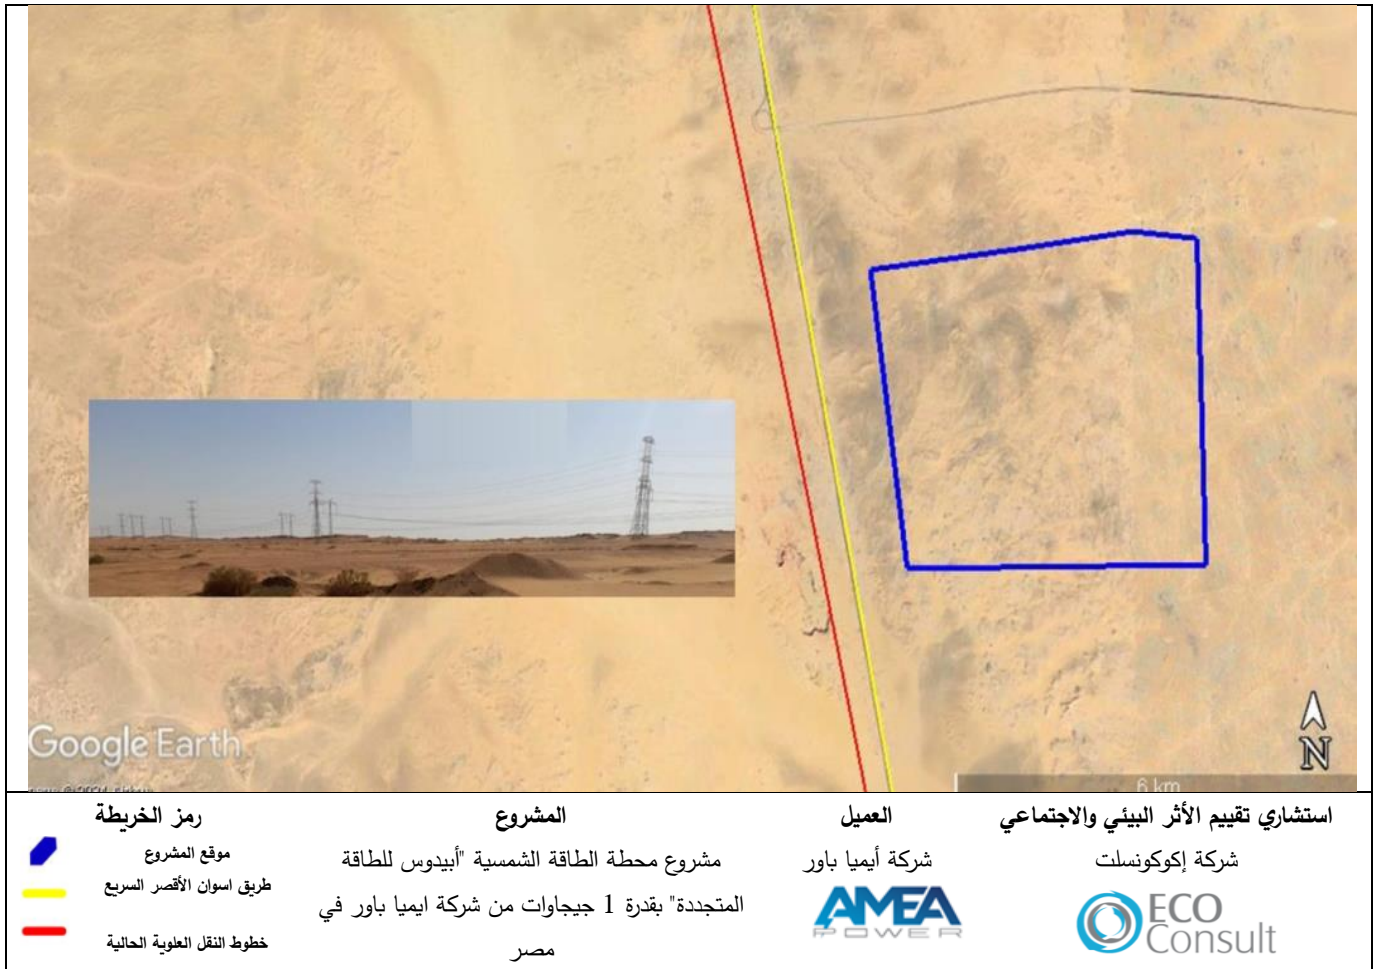 Google Earth
6 km
N
استشاري تقييم الأثر البيئي والاجتماعي
شركة إكوكونسلت
ECO
Consult
العميل
شركة أيميا باور
AMEA
POWER
المشروع
مشروع محطة الطاقة الشمسية "أبيدوس للطاقة
المتجددة" بقدرة 1 جيجاوات من شركة ايميا باور في
مصر
رمز الخريطة
موقع المشروع
طريق اسوان الأقصر السريع
خطوط النقل العلوية الحالية